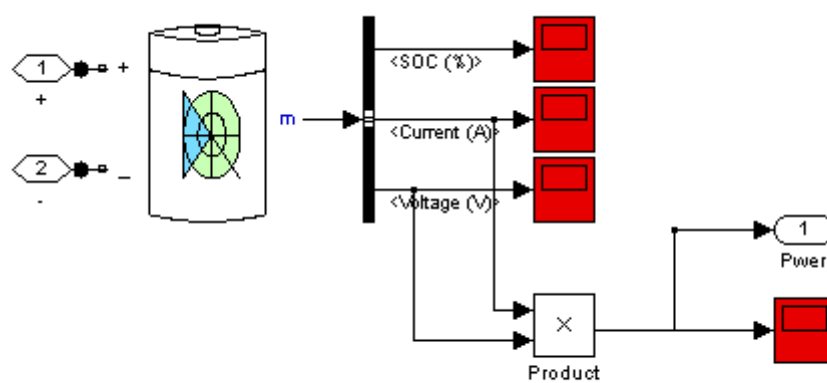 1
+
+
2
_
-
m
<SOC (%)>
<Current (A)>
<Voltage (V)>
×
Product
1
Pwer